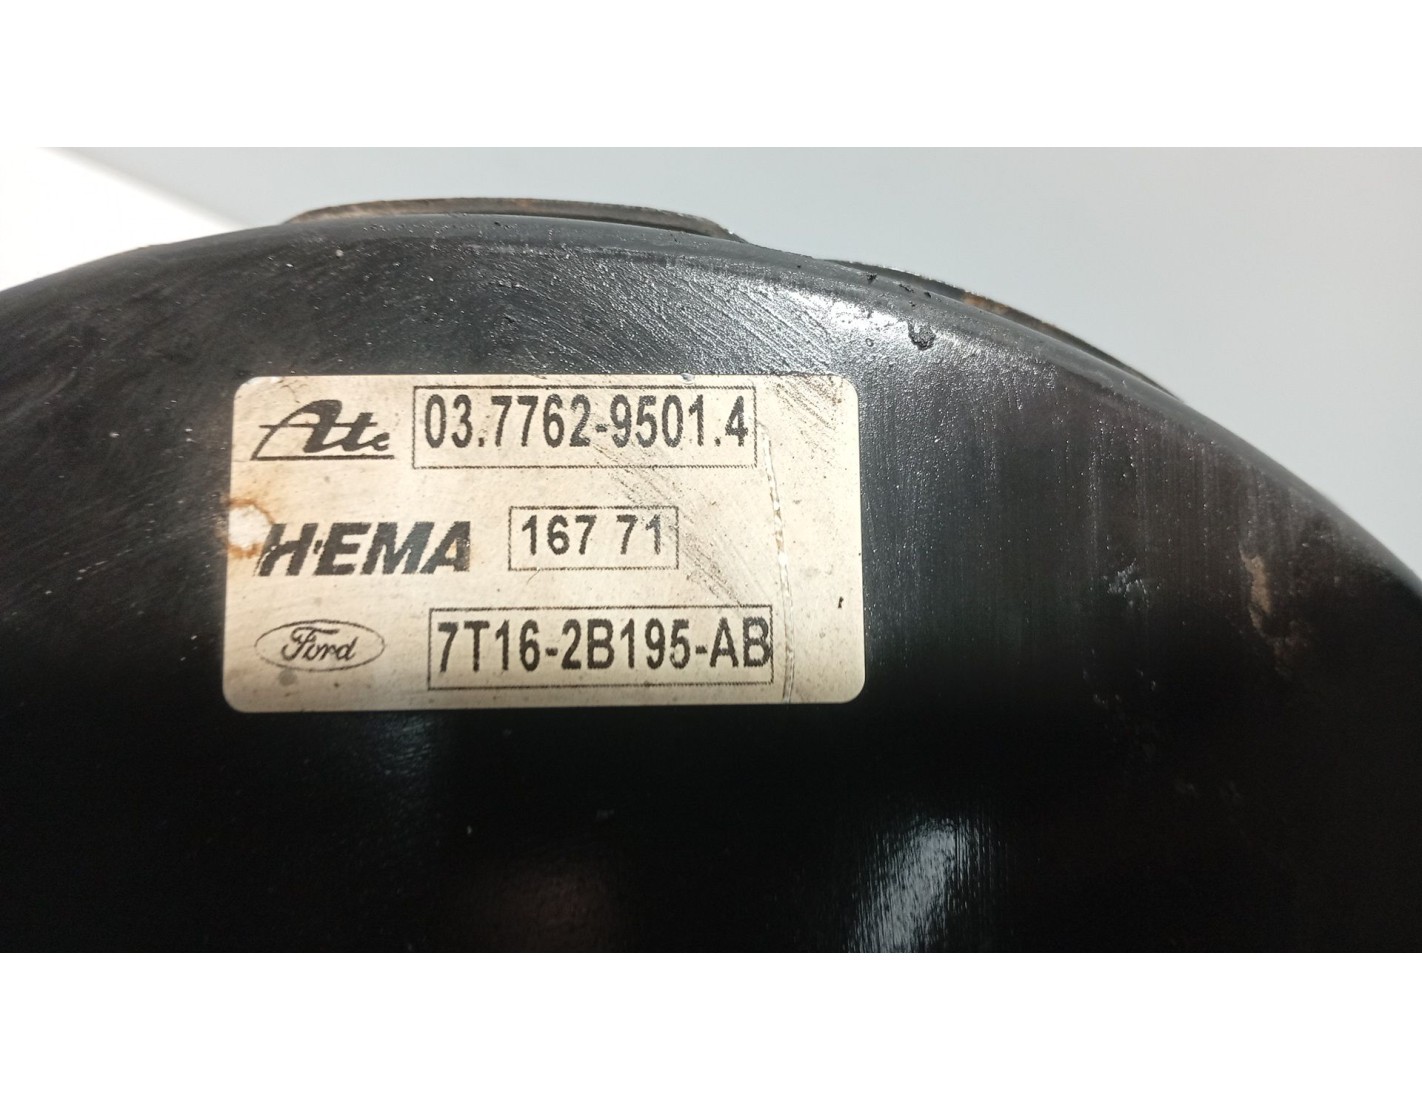 Ate 03.7762-9501.4
HEMA 167 71
Ford 7T16-2B195-AB